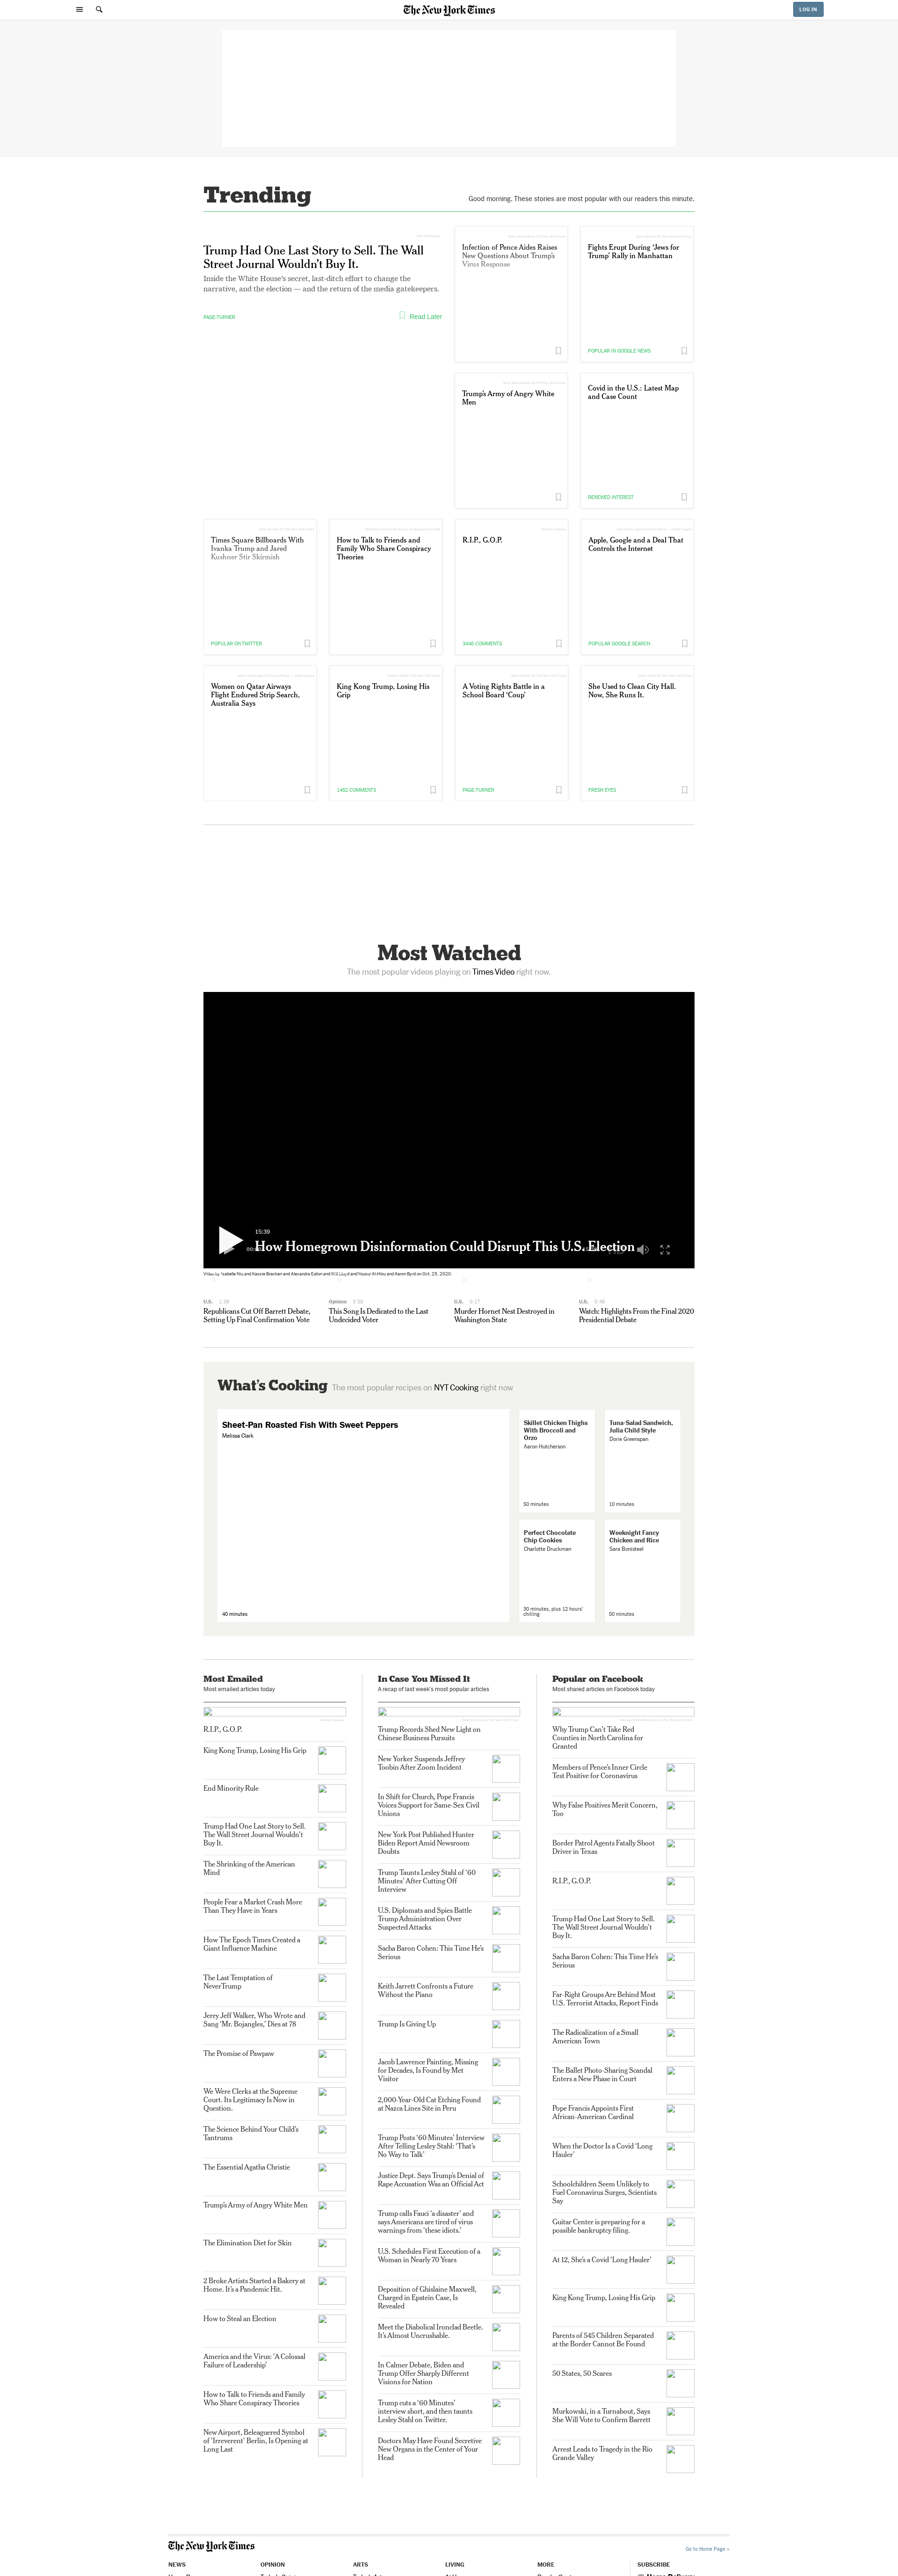 The New York Times
LOG IN
Trending
Good morning. These stories are most popular with our readers this minute.
Trump Had One Last Story to Sell. The Wall
Street Journal Wouldn't Buy It.
Inside the White House's secret, last-ditch effort to change the
narrative, and the election — and the return of the media gatekeepers.
PAGE-TURNER
Read Later
Infection of Pence Aides Raises
New Questions About Trump's
Virus Response
Fights Erupt During 'Jews for
Trump' Rally in Manhattan
POPULAR IN GOOGLE NEWS
Trump's Army of Angry White
Men
Covid in the U.S.: Latest Map
and Case Count
RENEWED INTEREST
Times Square Billboards With
Ivanka Trump and Jared
Kushner Stir Skirmish
POPULAR ON TWITTER
How to Talk to Friends and
Family Who Share Conspiracy
Theories
R.I.P., G.O.P.
3446 COMMENTS
Apple, Google and a Deal That
Controls the Internet
POPULAR GOOGLE SEARCH
Women on Qatar Airways
Flight Endured Strip Search,
Australia Says
King Kong Trump, Losing His
Grip
1482 COMMENTS
A Voting Rights Battle in a
School Board 'Coup'
PAGE-TURNER
She Used to Clean City Hall.
Now, She Runs It.
FRESH EYES
Most Watched
The most popular videos playing on Times Video right now.
15:39
How Homegrown Disinformation Could Disrupt This U.S. Election
U.S. 1:39
Republicans Cut Off Barrett Debate,
Setting Up Final Confirmation Vote
Opinion
This Song Is Dedicated to the Last
Undecided Voter
U.S.
Murder Hornet Nest Destroyed in
Washington State
U.S.
Watch: Highlights From the Final 2020
Presidential Debate
What's Cooking The most popular recipes on NYT Cooking right now
Sheet-Pan Roasted Fish With Sweet Peppers
Melissa Clark
40 minutes
Skillet Chicken Thighs
With Broccoli and
Orzo
Aaron Hutcherson
50 minutes
Tuna-Salad Sandwich,
Julia Child Style
Dorie Greenspan
10 minutes
Perfect Chocolate
Chip Cookies
Charlotte Druckman
30 minutes, plus 12 hours'
chilling
Weeknight Fancy
Chicken and Rice
Sara Bonisteel
50 minutes
Most Emailed
Most emailed articles today
R.I.P., G.O.P.
King Kong Trump, Losing His Grip
End Minority Rule
Trump Had One Last Story to Sell.
The Wall Street Journal Wouldn't
Buy It.
The Shrinking of the American
Mind
People Fear a Market Crash More
Than They Have in Years
How The Epoch Times Created a
Giant Influence Machine
The Last Temptation of
NeverTrump
Jerry Jeff Walker, Who Wrote and
Sang 'Mr. Bojangles,' Dies at 78
The Promise of Pawpaw
We Were Clerks at the Supreme
Court. Its Legitimacy Is Now in
Question.
The Science Behind Your Child's
Tantrums
The Essential Agatha Christie
Trump's Army of Angry White Men
The Elimination Diet for Skin
2 Broke Artists Started a Bakery at
Home. It's a Pandemic Hit.
How to Steal an Election
America and the Virus: 'A Colossal
Failure of Leadership'
How to Talk to Friends and Family
Who Share Conspiracy Theories
New Airport, Beleaguered Symbol
of 'Irreverent' Berlin, Is Opening at
Long Last
In Case You Missed It
A recap of last week's most popular articles
Trump Records Shed New Light on
Chinese Business Pursuits
New Yorker Suspends Jeffrey
Toobin After Zoom Incident
In Shift for Church, Pope Francis
Voices Support for Same-Sex Civil
Unions
New York Post Published Hunter
Biden Report Amid Newsroom
Doubts
Trump Taunts Lesley Stahl of '60
Minutes' After Cutting Off
Interview
U.S. Diplomats and Spies Battle
Trump Administration Over
Suspected Attacks
Sacha Baron Cohen: This Time He's
Serious
Keith Jarrett Confronts a Future
Without the Piano
Trump Is Giving Up
Jacob Lawrence Painting, Missing
for Decades, Is Found by Met
Visitor
2,000-Year-Old Cat Etching Found
at Nazca Lines Site in Peru
Trump Posts '60 Minutes' Interview
After Telling Lesley Stahl: 'That's
No Way to Talk'
Justice Dept. Says Trump's Denial of
Rape Accusation Was an Official Act
Trump calls Fauci 'a disaster' and
says Americans are tired of virus
warnings from 'these idiots.'
U.S. Schedules First Execution of a
Woman in Nearly 70 Years
Deposition of Ghislaine Maxwell,
Charged in Epstein Case, Is
Revealed
Meet the Diabolical Ironclad Beetle.
It's Almost Uncrushable.
In Calmer Debate, Biden and
Trump Offer Sharply Different
Visions for Nation
Trump cuts a '60 Minutes'
interview short, and then taunts
Lesley Stahl on Twitter.
Doctors May Have Found Secretive
New Organs in the Center of Your
Head
Popular on Facebook
Most shared articles on Facebook today
Why Trump Can't Take Red
Counties in North Carolina for
Granted
Members of Pence's Inner Circle
Test Positive for Coronavirus
Why False Positives Merit Concern,
Too
Border Patrol Agents Fatally Shoot
Driver in Texas
R.I.P., G.O.P.
Trump Had One Last Story to Sell.
The Wall Street Journal Wouldn't
Buy It.
Sacha Baron Cohen: This Time He's
Serious
Far-Right Groups Are Behind Most
U.S. Terrorist Attacks, Report Finds
The Radicalization of a Small
American Town
The Ballet Photo-Sharing Scandal
Enters a New Phase in Court
Pope Francis Appoints First
African-American Cardinal
When the Doctor Is a Covid 'Long
Hauler'
Schoolchildren Seem Unlikely to
Fuel Coronavirus Surges, Scientists
Say
Guitar Center is preparing for a
possible bankruptcy filing.
At 12, She's a Covid 'Long Hauler'
King Kong Trump, Losing His Grip
Parents of 545 Children Separated
at the Border Cannot Be Found
50 States, 50 Scares
Murkowski, in a Turnabout, Says
She Will Vote to Confirm Barrett
Arrest Leads to Tragedy in the Rio
Grande Valley
The New York Times
Go to Home Page »
NEWS
OPINION
ARTS
LIVING
MORE
SUBSCRIBE